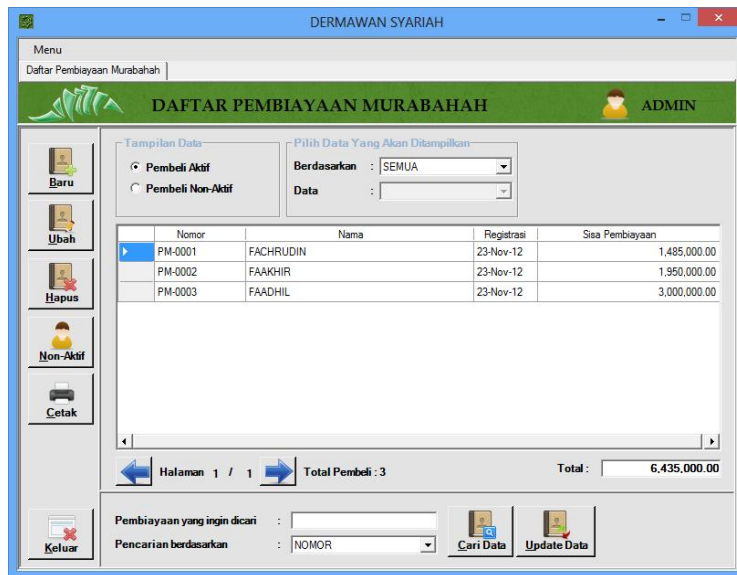 DERMAWAN SYARIAH
Menu
Daftar Pembiayaan Murabahah
DAFTAR PEMBIAYAAN MURABAHAH
ADMIN
Baru
Ubah
Hapus
Non-Aktif
Cetak
Keluar
Tampilan Data
Pembeli Aktif
Pembeli Non-Aktif
Pilih Data Yang Akan Ditampilkan
Berdasarkan : SEMUA
Data :
Nomor Nama Registrasi Sisa Pembiayaan
PM-0001 FACHRUDIN 23-Nov-12 1,485,000.00
PM-0002 FAAKHIR 23-Nov-12 1,950,000.00
PM-0003 FAADHIL 23-Nov-12 3,000,000.00
Halaman 1 / 1 Total Pembeli : 3 Total : 6,435,000.00
Pembiayaan yang ingin dicari :
Pencarian berdasarkan : NOMOR
Cari Data
Update Data